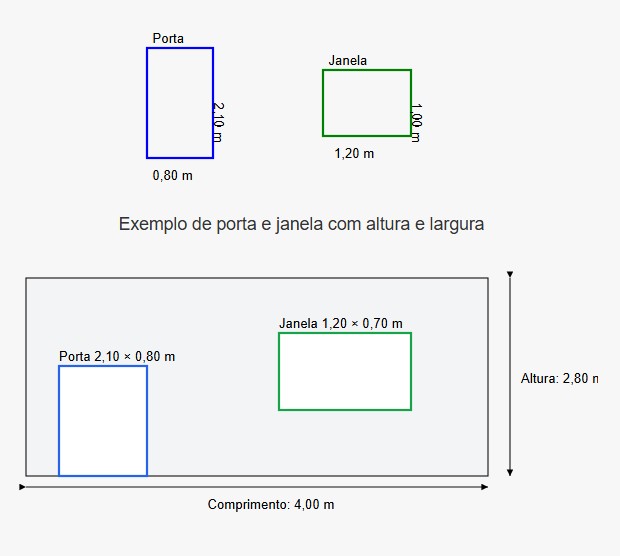 Porta
Janela
2,10 m
1,00 m
0,80 m
1,20 m
Exemplo de porta e janela com altura e largura
Janela 1,20 × 0,70 m
Porta 2,10 × 0,80 m
Altura: 2,80 n
Comprimento: 4,00 m